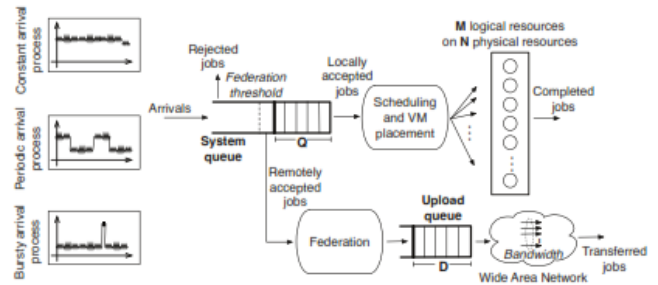 Constant arrival
process
Periodic arrival
process
Bursty arrival
process
Arrivals
Rejected
jobs
Federation
threshold
System
queue
Q
Locally
accepted
jobs
Scheduling
and VM
placement
M logical resources
on N physical resources
Completed
jobs
Remotely
accepted
jobs
Federation
Upload
queue
D
Bandwidth
Wide Area Network
Transferred
jobs